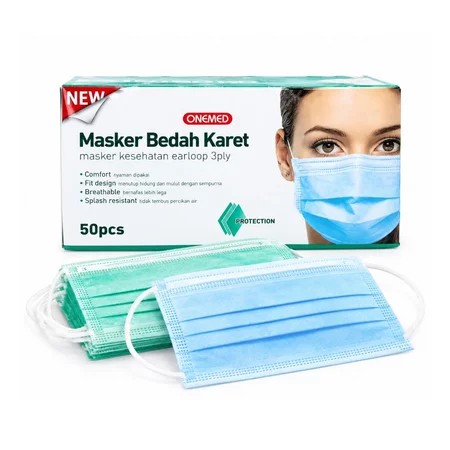 NEW
ONEMED
Masker Bedah Karet
masker kesehatan earloop 3ply
• Comfort nyaman dipakai
• Fit design menutup hidung dan mulut dengan sempurna
• Breathable bernafas lebih lega
• Splash resistant tidak tembus percikan air
50pcs
PROTECTION